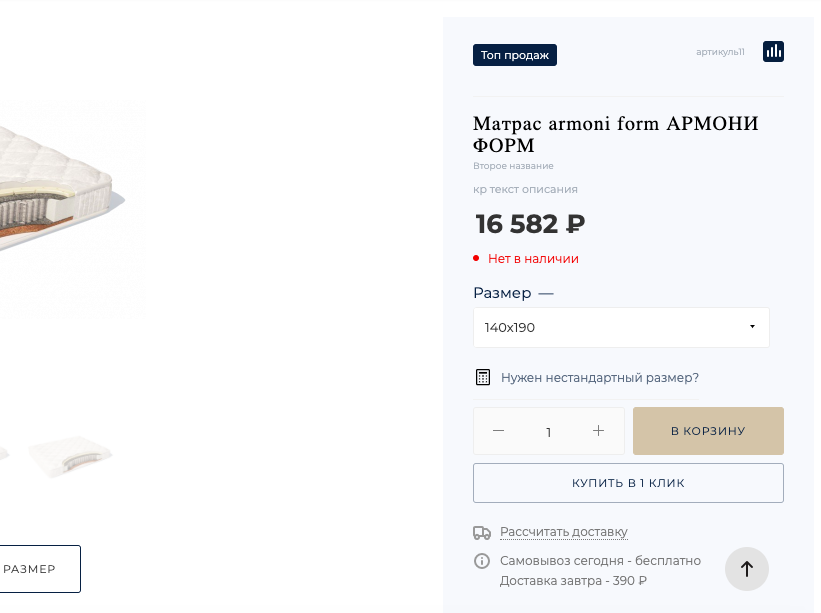 Топ продаж
артикуль11
Матрас armoni form АРМОНИ
ФОРМ
Второе название
кр текст описания
16 582 ₽
Нет в наличии
Размер —
140x190
Нужен нестандартный размер?
— 1 +
В КОРЗИНУ
КУПИТЬ В 1 КЛИК
Рассчитать доставку
Самовывоз сегодня - бесплатно
Доставка завтра - 390 ₽
РАЗМЕР